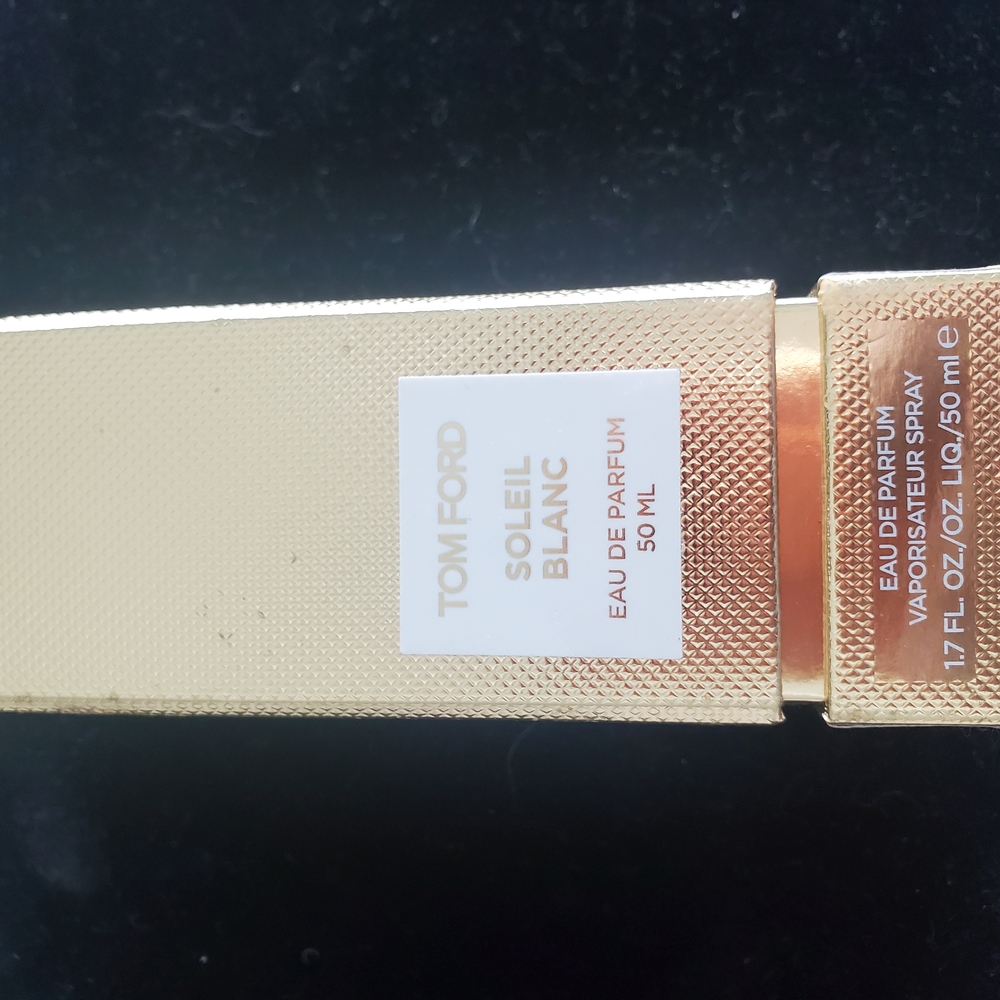 TOM FORD
SOLEIL
BLANC
EAU DE PARFUM
50 ML
EAU DE PARFUM
VAPORISATEUR SPRAY
1.7 FL. OZ./OZ. LIQ./50 ml e